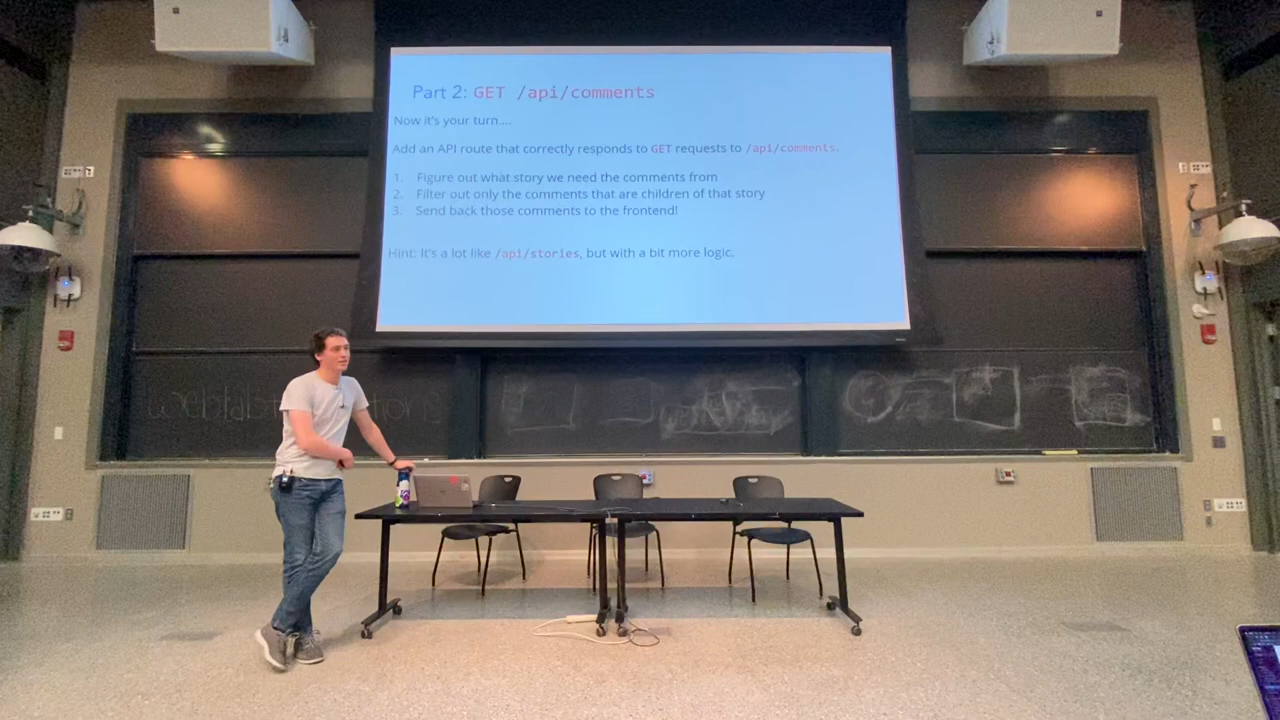 Part 2: GET /api/comments
Now it's your turn....
Add an API route that correctly responds to GET requests to /api/comments.
1. Figure out what story we need the comments from
2. Filter out only the comments that are children of that story
3. Send back those comments to the frontend!
Hint: It's a lot like /api/stories, but with a bit more logic.